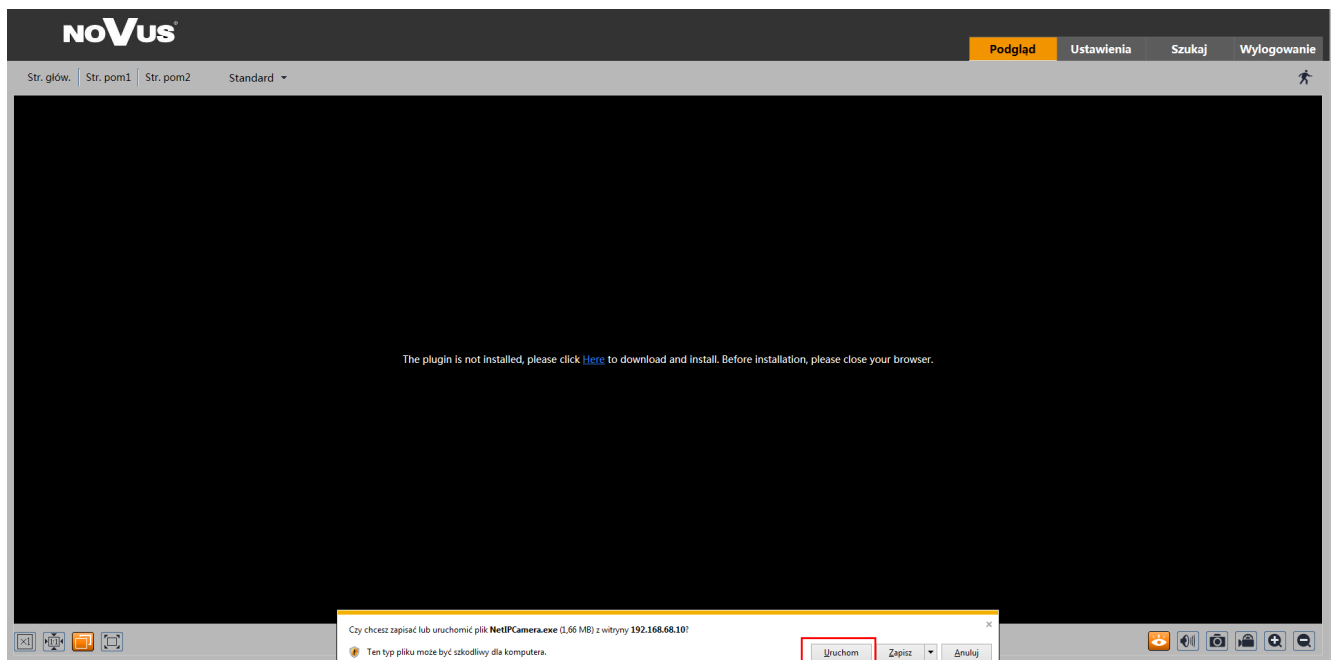 NOVUS®
Podgląd Ustawienia Szukaj Wylogowanie
Str. głów. Str. pom1 Str. pom2 Standard
The plugin is not installed, please click Here to download and install. Before installation, please close your browser.
Czy chcesz zapisać lub uruchomić plik NetIPCamera.exe (1,66 MB) z witryny 192.168.68.10?
Ten typ pliku może być szkodliwy dla komputera.
Uruchom Zapisz Anuluj